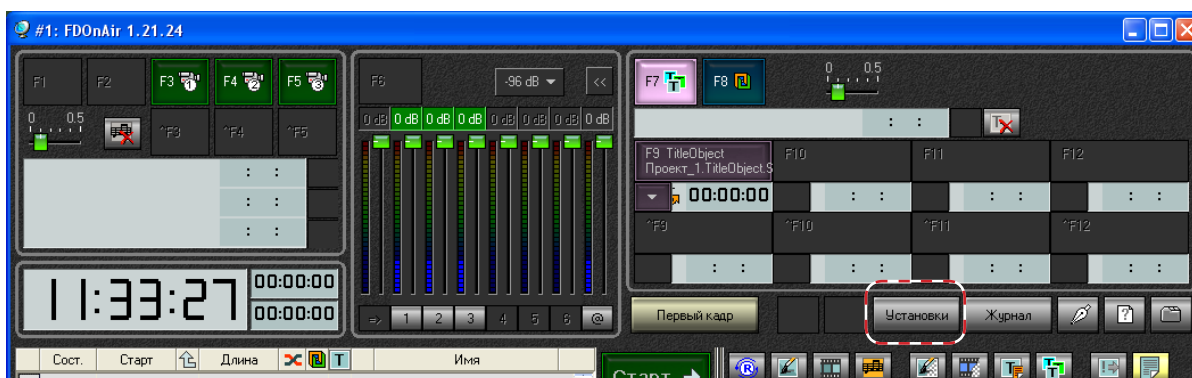 #1: FDOnAir 1.21.24
F1 F2 F3 1 F4 2 F5 3
0 0.5 ^F3 ^F4 ^F5
: :
: :
: :
11:33:27 00:00:00
00:00:00
F6 -96 dB <<
0 dB 0 dB 0 dB 0 dB 0 dB 0 dB 0 dB 0 dB
=> 1 2 3 4 5 6 @
F7 T F8 0 0.5
: : T
F9 TitleObject F10 F11 F12
Проект_1.TitleObject.S
00:00:00 : : : : : :
^F9 ^F10 ^F11 ^F12
: : : : : : : :
Первый кадр Установки Журнал ?
Сост. Старт Длина T Имя
Старт R T T